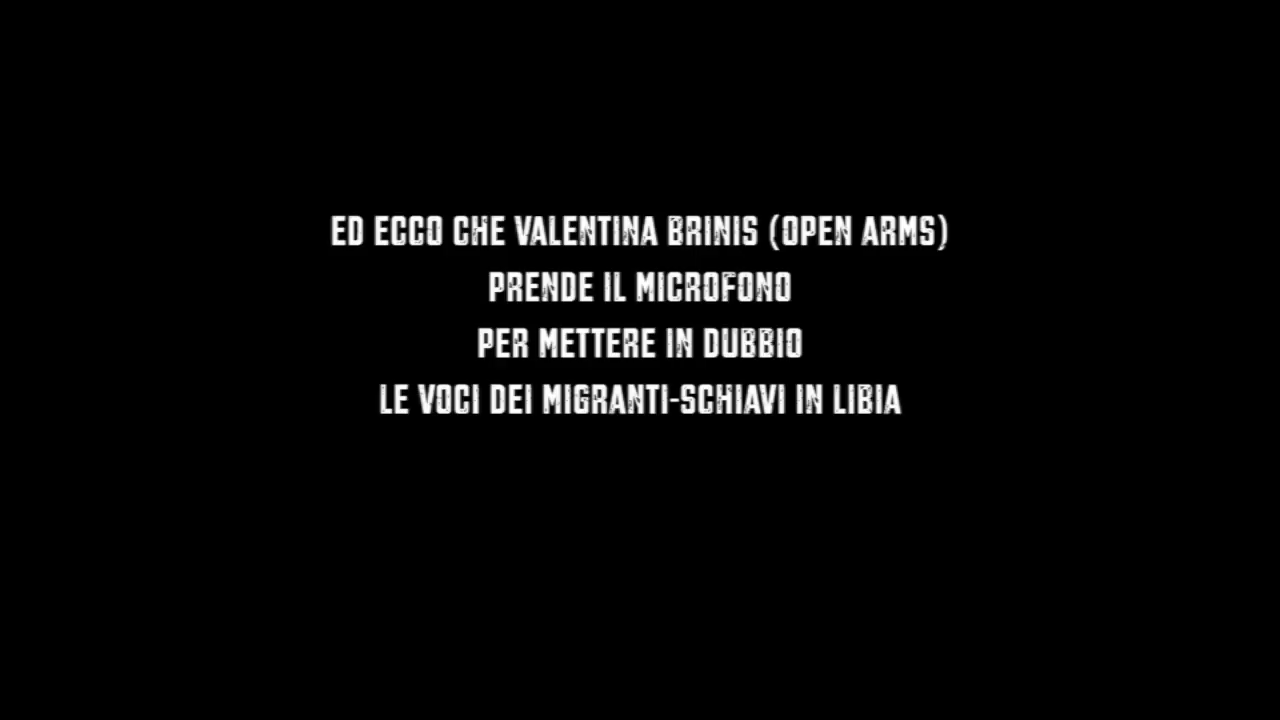 ED ECCO CHE VALENTINA BRINIS (OPEN ARMS)
PRENDE IL MICROFONO
PER METTERE IN DUBBIO
LE VOCI DEI MIGRANTI-SCHIAVI IN LIBIA